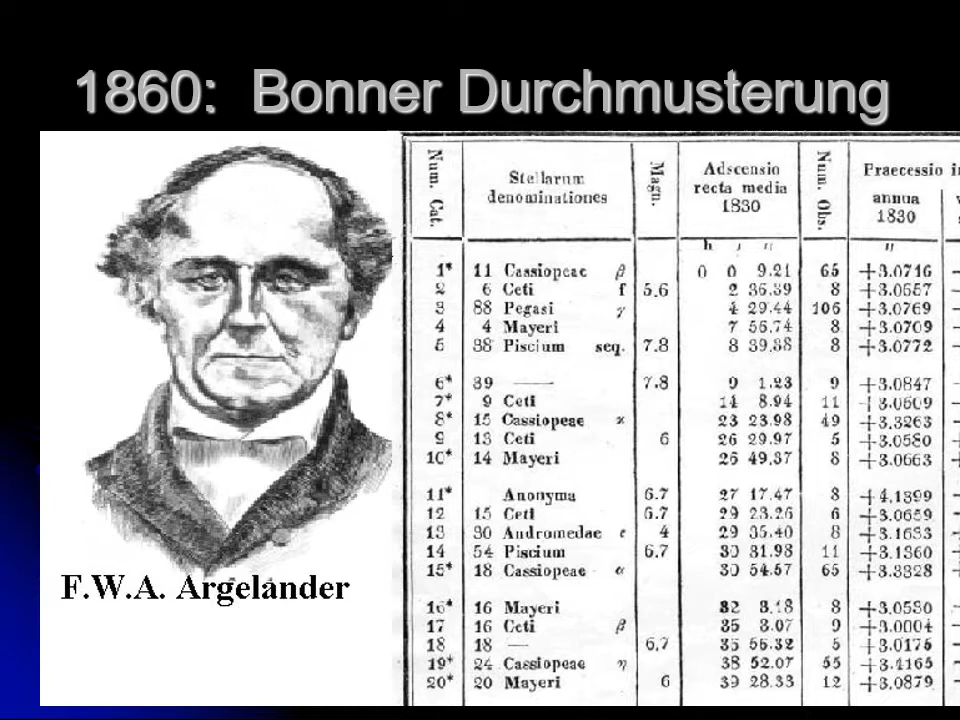 1860: Bonner Durchmusterung
F.W.A. Argelander
Num. Cat. Stellarum denominationes Magn. Adscensio recta media 1830 Num. Obs. Praecessio in
annua 1830
h ' " "
1* 11 Cassiopeae β 0 0 9.21 65 +3.0716
2 6 Ceti f 5.6 2 36.39 8 +3.0657
3 88 Pegasi γ 4 29.44 106 +3.0769
4 4 Mayeri 7 56.74 8 +3.0709
5 38 Piscium seq. 7.8 8 39.38 8 +3.0772
6* 39 — 7.8 9 1.23 9 +3.0847
7* 9 Ceti 14 8.94 11 +3.0609
8* 15 Cassiopeae κ 23 23.98 49 +3.3263
9 13 Ceti 6 26 29.97 5 +3.0580
10* 14 Mayeri 26 49.37 8 +3.0663
11* Anonyma 6.7 27 17.47 8 +4.1399
12 15 Ceti 6.7 29 23.26 6 +3.0659
13 30 Andromedae ε 4 29 35.40 8 +3.1633
14 54 Piscium 6.7 30 31.98 11 +3.1360
15* 18 Cassiopeae α 30 54.57 65 +3.3328
16* 16 Mayeri 32 3.18 8 +3.0530
17 16 Ceti β 35 3.07 9 +3.0004
18 18 — 6.7 35 56.32 5 +3.0175
19* 24 Cassiopeae η 38 52.07 55 +3.4165
20* 20 Mayeri 6 39 28.33 12 +3.0879